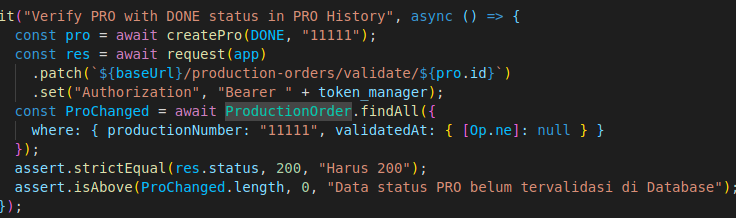 it("Verify PRO with DONE status in PRO History", async () => {
const pro = await createPro(DONE, "11111");
const res = await request(app)
.patch(`${baseUrl}/production-orders/validate/${pro.id}`)
.set("Authorization", "Bearer " + token_manager);
const ProChanged = await ProductionOrder.findAll({
where: { productionNumber: "11111", validatedAt: { [Op.ne]: null } }
});
assert.strictEqual(res.status, 200, "Harus 200");
assert.isAbove(ProChanged.length, 0, "Data status PRO belum tervalidasi di Database");
});